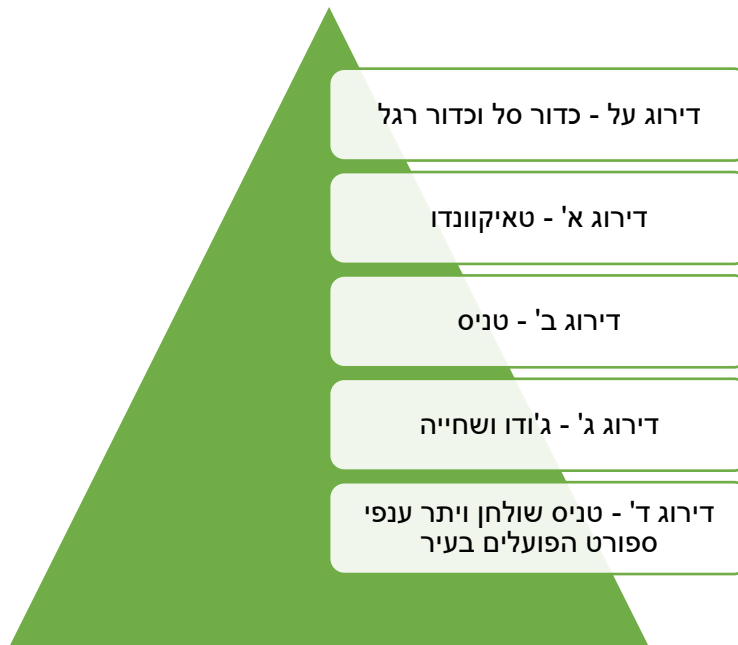 דירוג על - כדור סל וכדור רגל
דירוג א' - טאיקוונדו
דירוג ב' - טניס
דירוג ג' - ג'ודו ושחייה
דירוג ד' - טניס שולחן ויתר ענפי
ספורט הפועלים בעיר